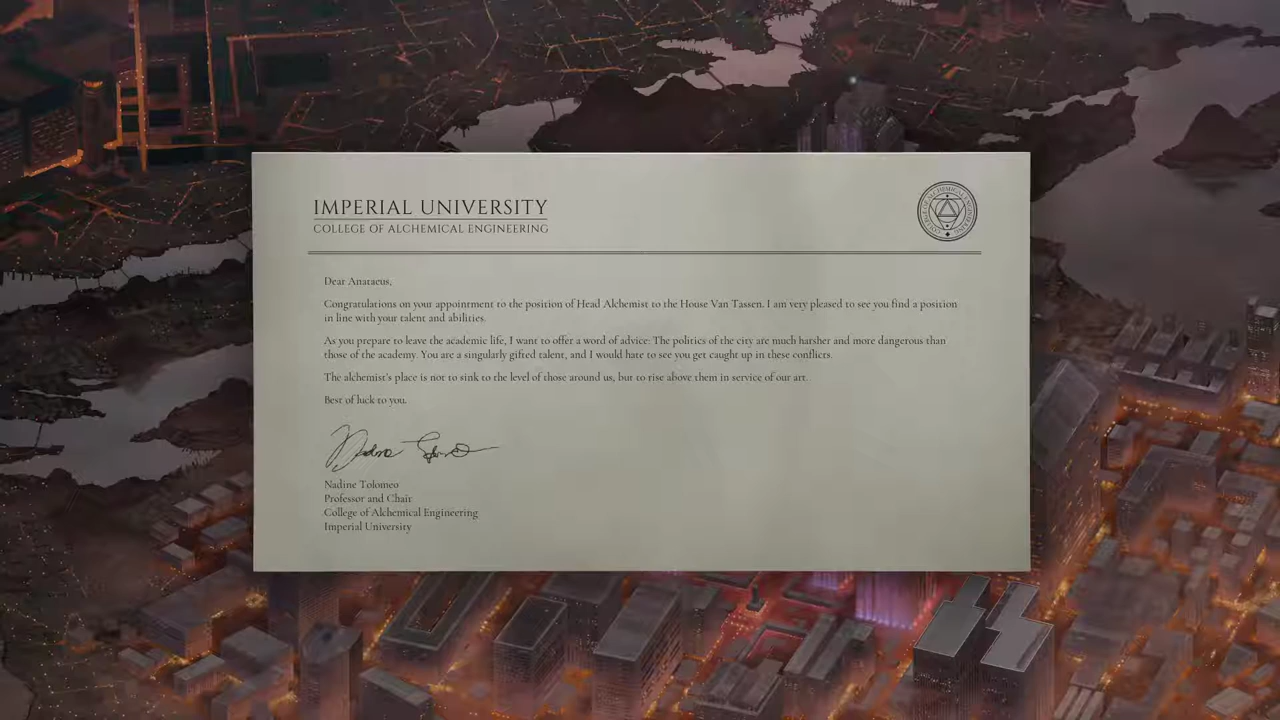 IMPERIAL UNIVERSITY
COLLEGE OF ALCHEMICAL ENGINEERING
Dear Anataeus,
Congratulations on your appointment to the position of Head Alchemist to the House Van Tassen. I am very pleased to see you find a position
in line with your talent and abilities.
As you prepare to leave the academic life, I want to offer a word of advice: The politics of the city are much harsher and more dangerous than
those of the academy. You are a singularly gifted talent, and I would hate to see you get caught up in these conflicts.
The alchemist's place is not to sink to the level of those around us, but to rise above them in service of our art.
Best of luck to you.
Nadine Tolomeo
Professor and Chair
College of Alchemical Engineering
Imperial University